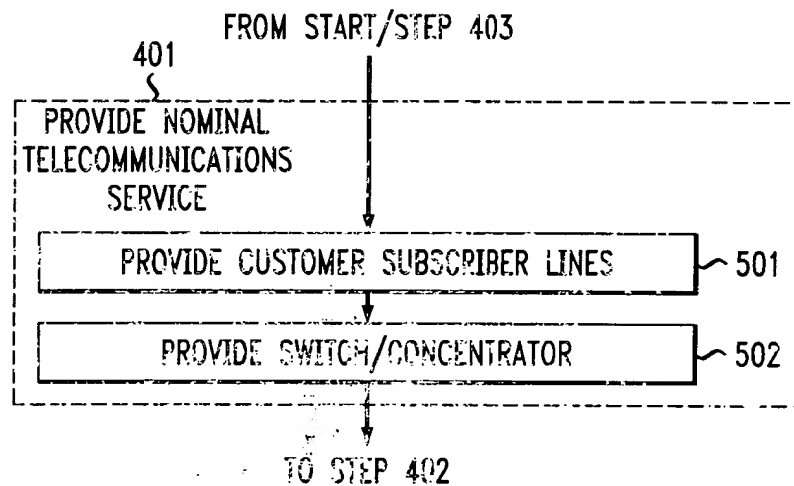 FROM START/STEP 403
401
PROVIDE NOMINAL
TELECOMMUNICATIONS
SERVICE
PROVIDE CUSTOMER SUBSCRIBER LINES
501
PROVIDE SWITCH/CONCENTRATOR
502
TO STEP 402